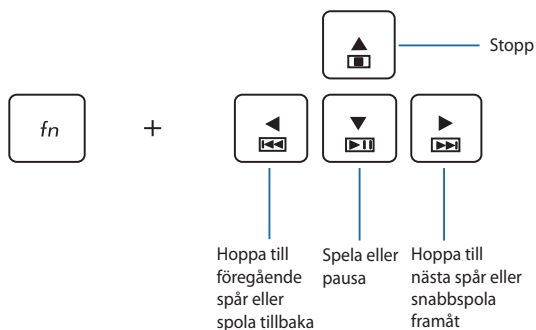 Stopp
fn
+
Hoppa till
föregående
spår eller
spola tillbaka
Spela eller
pausa
Hoppa till
nästa spår eller
snabbspola
framåt